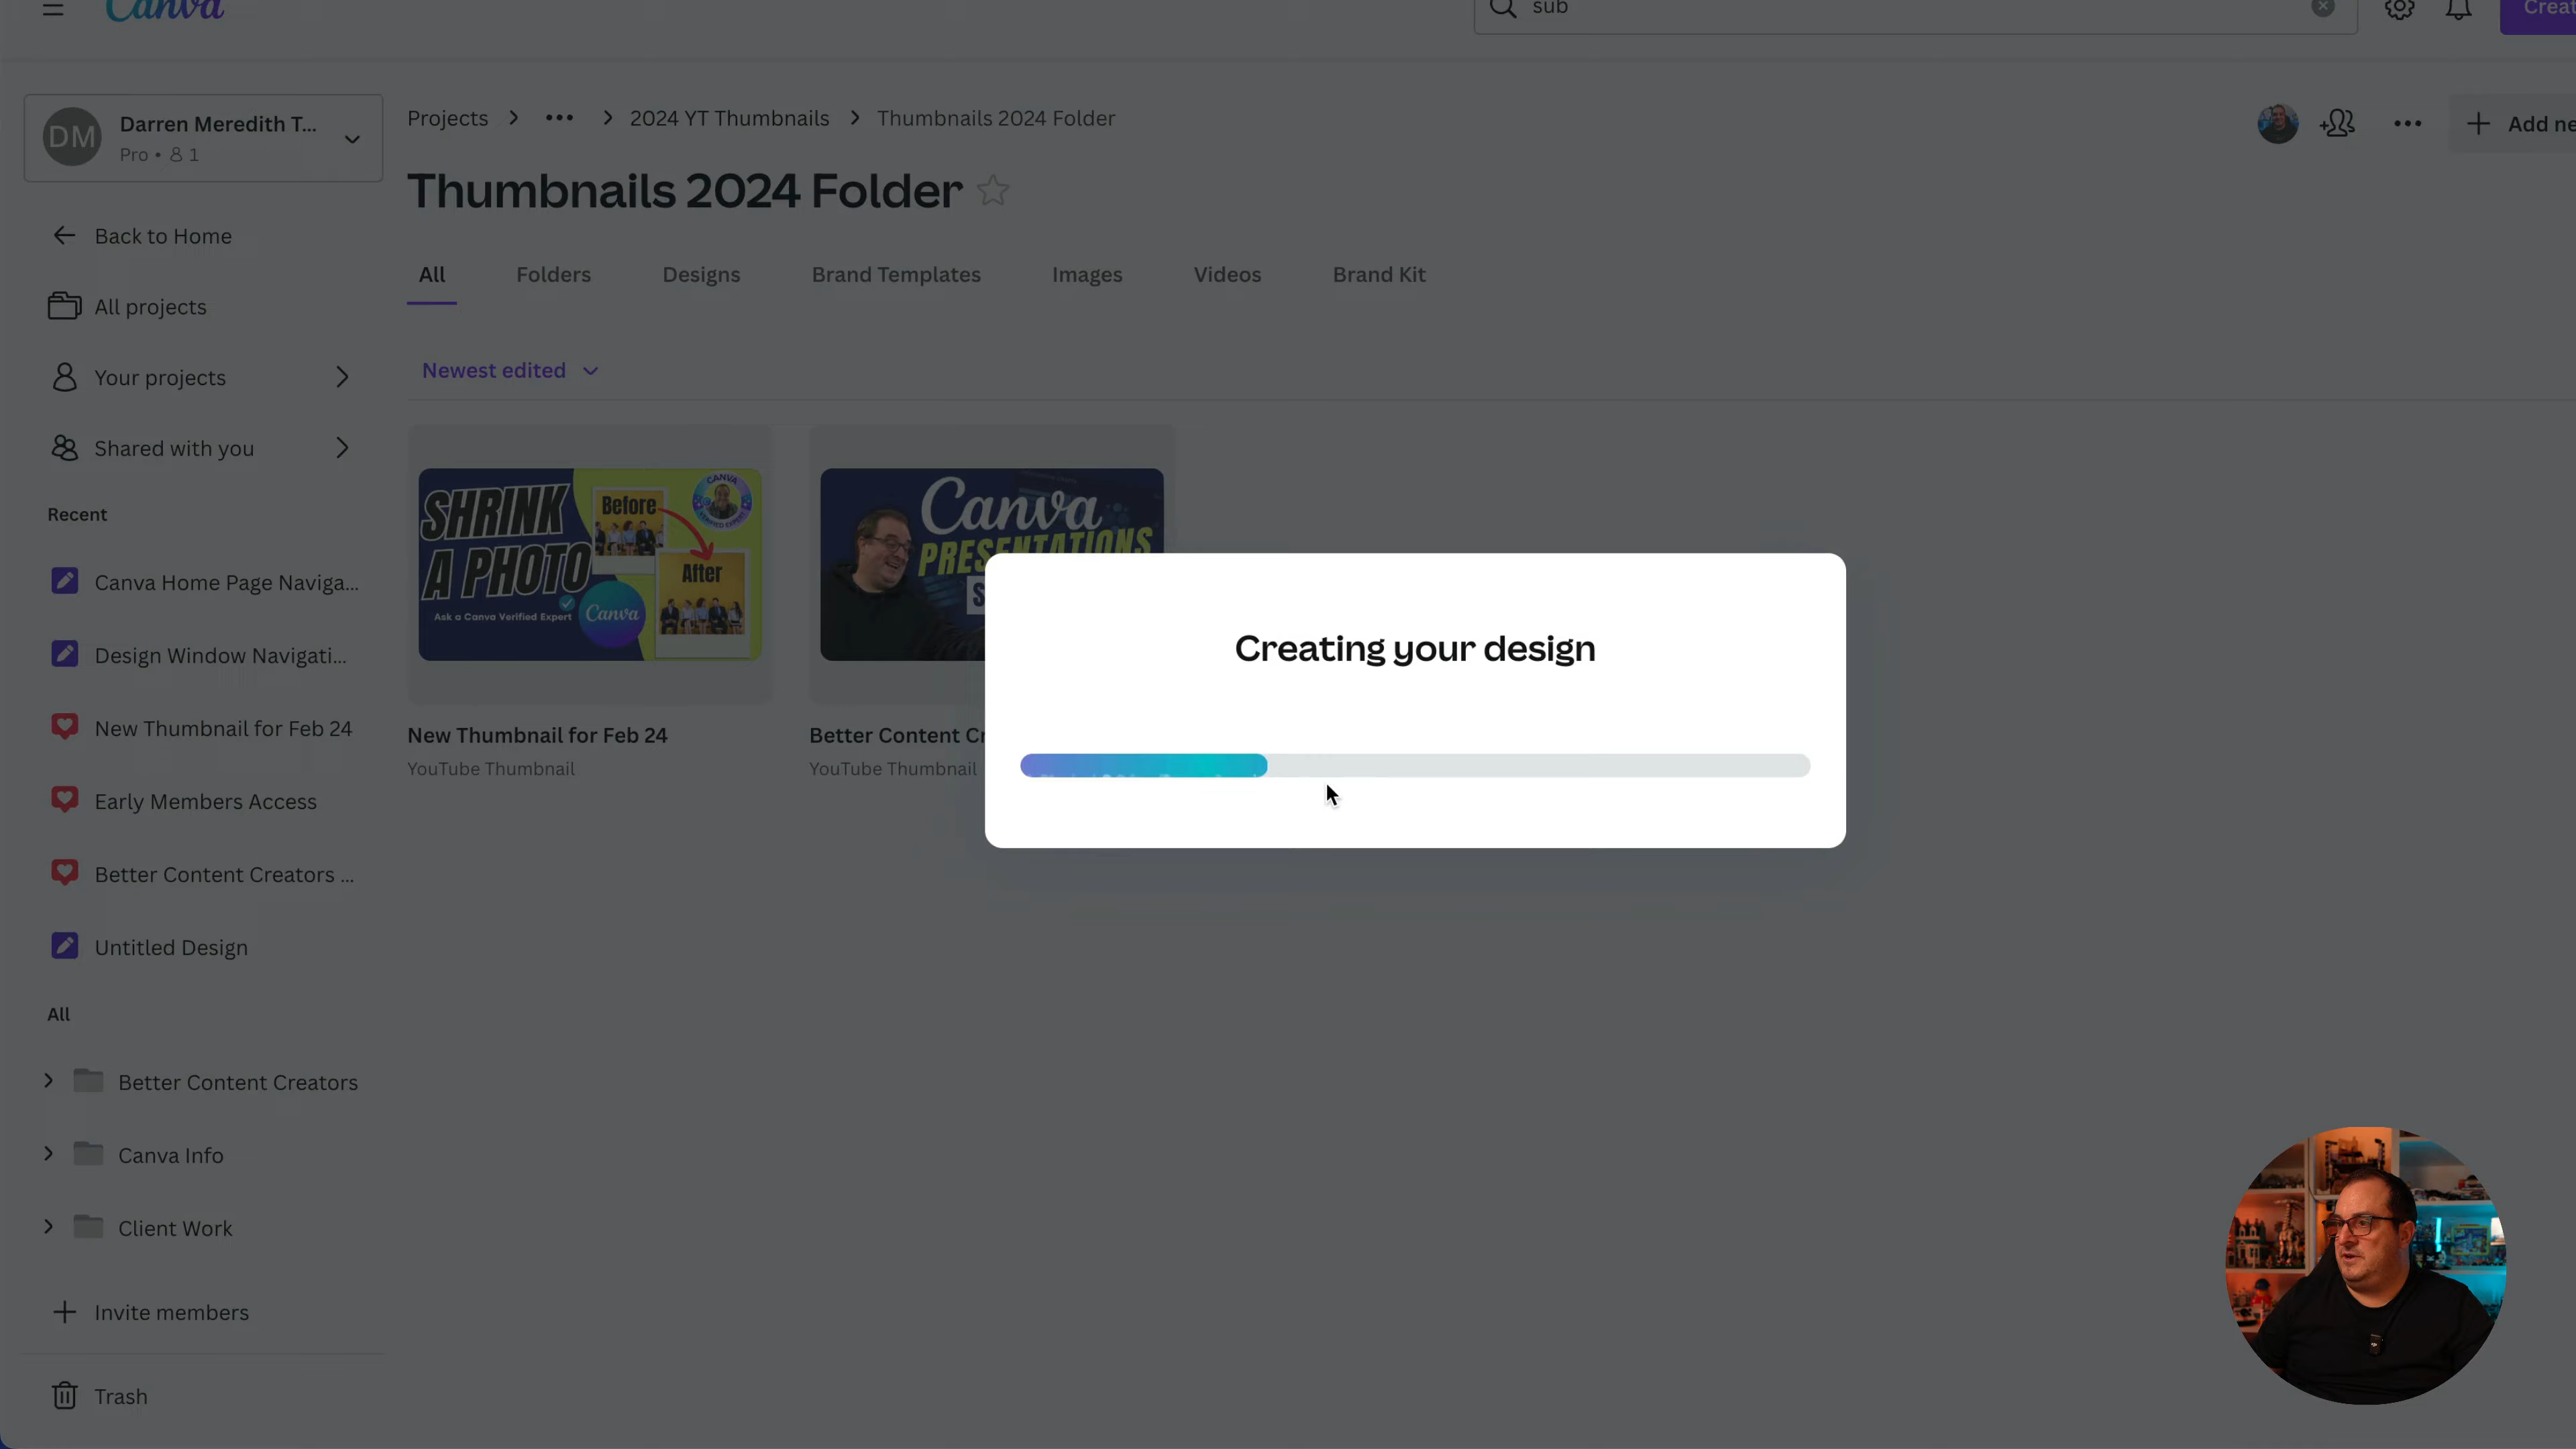 Canva
sub
Creat
DM
Darren Meredith T...
Pro • 1
Projects
2024 YT Thumbnails
Thumbnails 2024 Folder
Add ne
Thumbnails 2024 Folder
Back to Home
All projects
Your projects
Shared with you
All
Folders
Designs
Brand Templates
Images
Videos
Brand Kit
Newest edited
Recent
Canva Home Page Naviga...
Design Window Navigati...
New Thumbnail for Feb 24
Early Members Access
Better Content Creators ...
Untitled Design
All
Better Content Creators
Canva Info
Client Work
Invite members
Trash
SHRINK
A PHOTO
Before
After
CANVA
VERIFIED EXPERT
Ask a Canva Verified Expert
Canva
Canva
PRESENTATIONS
S
New Thumbnail for Feb 24
YouTube Thumbnail
Better Content Cr
YouTube Thumbnail
Creating your design